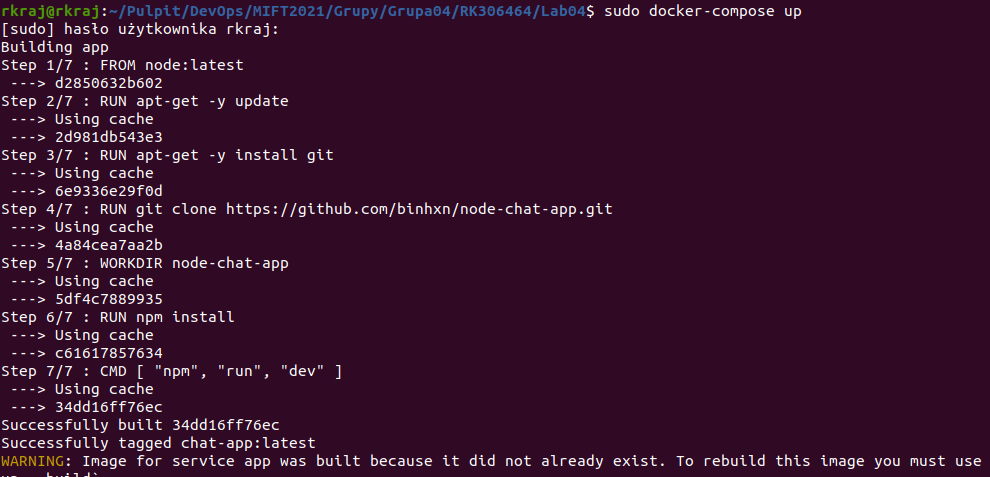 rkraj@rkraj:~/Pulpit/DevOps/MIFT2021/Grupy/Grupa04/RK306464/Lab04$ sudo docker-compose up
[sudo] hasło użytkownika rkraj:
Building app
Step 1/7 : FROM node:latest
 ---> d2850632b602
Step 2/7 : RUN apt-get -y update
 ---> Using cache
 ---> 2d981db543e3
Step 3/7 : RUN apt-get -y install git
 ---> Using cache
 ---> 6e9336e29f0d
Step 4/7 : RUN git clone https://github.com/binhxn/node-chat-app.git
 ---> Using cache
 ---> 4a84cea7aa2b
Step 5/7 : WORKDIR node-chat-app
 ---> Using cache
 ---> 5df4c7889935
Step 6/7 : RUN npm install
 ---> Using cache
 ---> c61617857634
Step 7/7 : CMD [ "npm", "run", "dev" ]
 ---> Using cache
 ---> 34dd16ff76ec
Successfully built 34dd16ff76ec
Successfully tagged chat-app:latest
WARNING: Image for service app was built because it did not already exist. To rebuild this image you must use